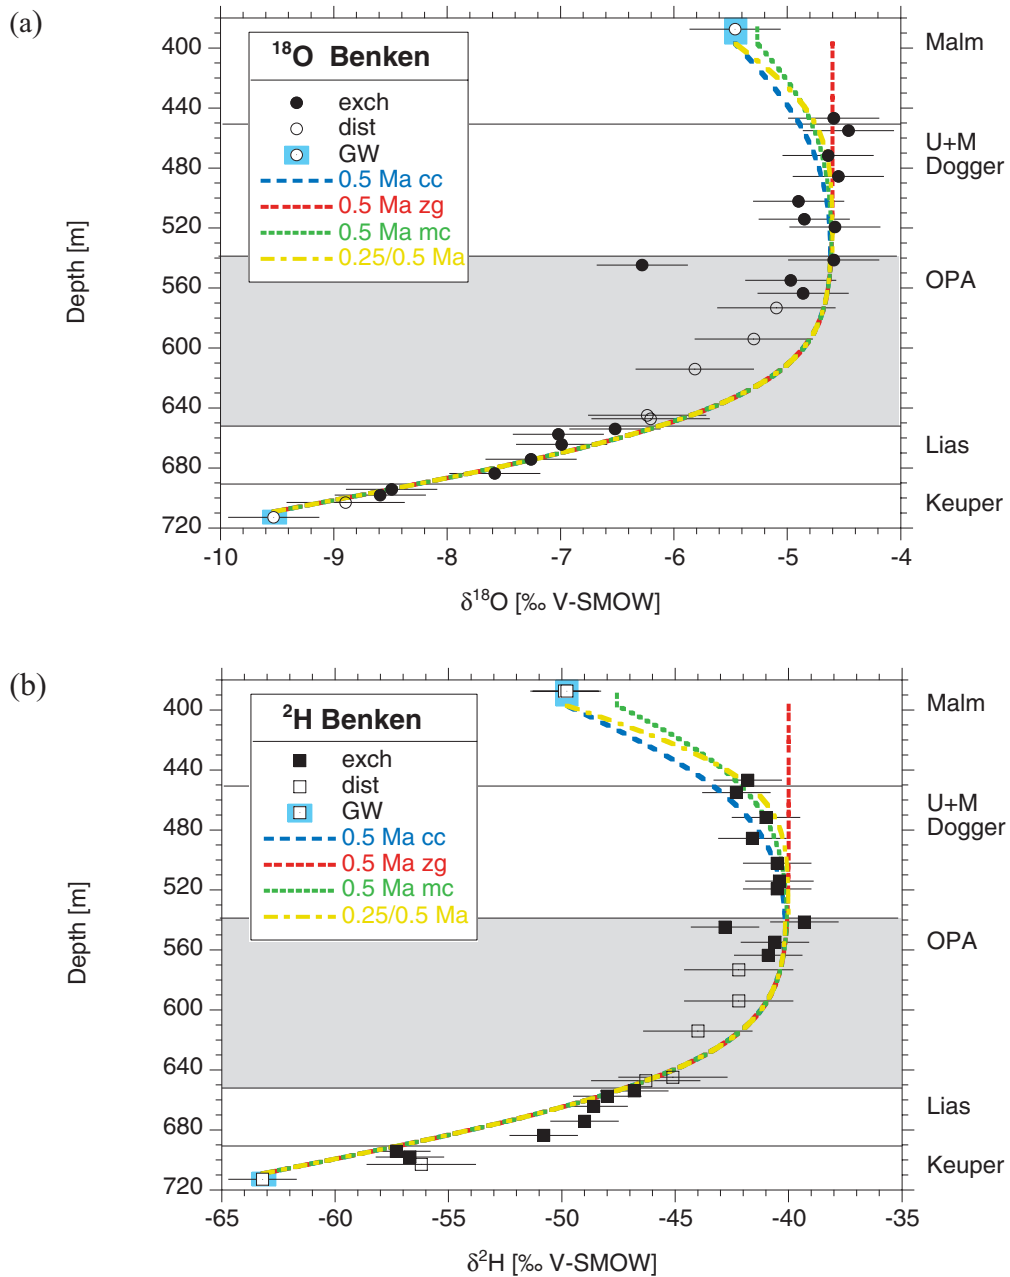 (a)
400
440
480
520
560
600
640
680
720
Depth [m]
18O Benken
exch
dist
GW
0.5 Ma cc
0.5 Ma zg
0.5 Ma mc
0.25/0.5 Ma
Malm
U+M
Dogger
OPA
Lias
Keuper
-10
-9
-8
-7
-6
-5
-4
δ18O [‰ V-SMOW]
(b)
400
440
480
520
560
600
640
680
720
Depth [m]
2H Benken
exch
dist
GW
0.5 Ma cc
0.5 Ma zg
0.5 Ma mc
0.25/0.5 Ma
Malm
U+M
Dogger
OPA
Lias
Keuper
-65
-60
-55
-50
-45
-40
-35
δ2H [‰ V-SMOW]